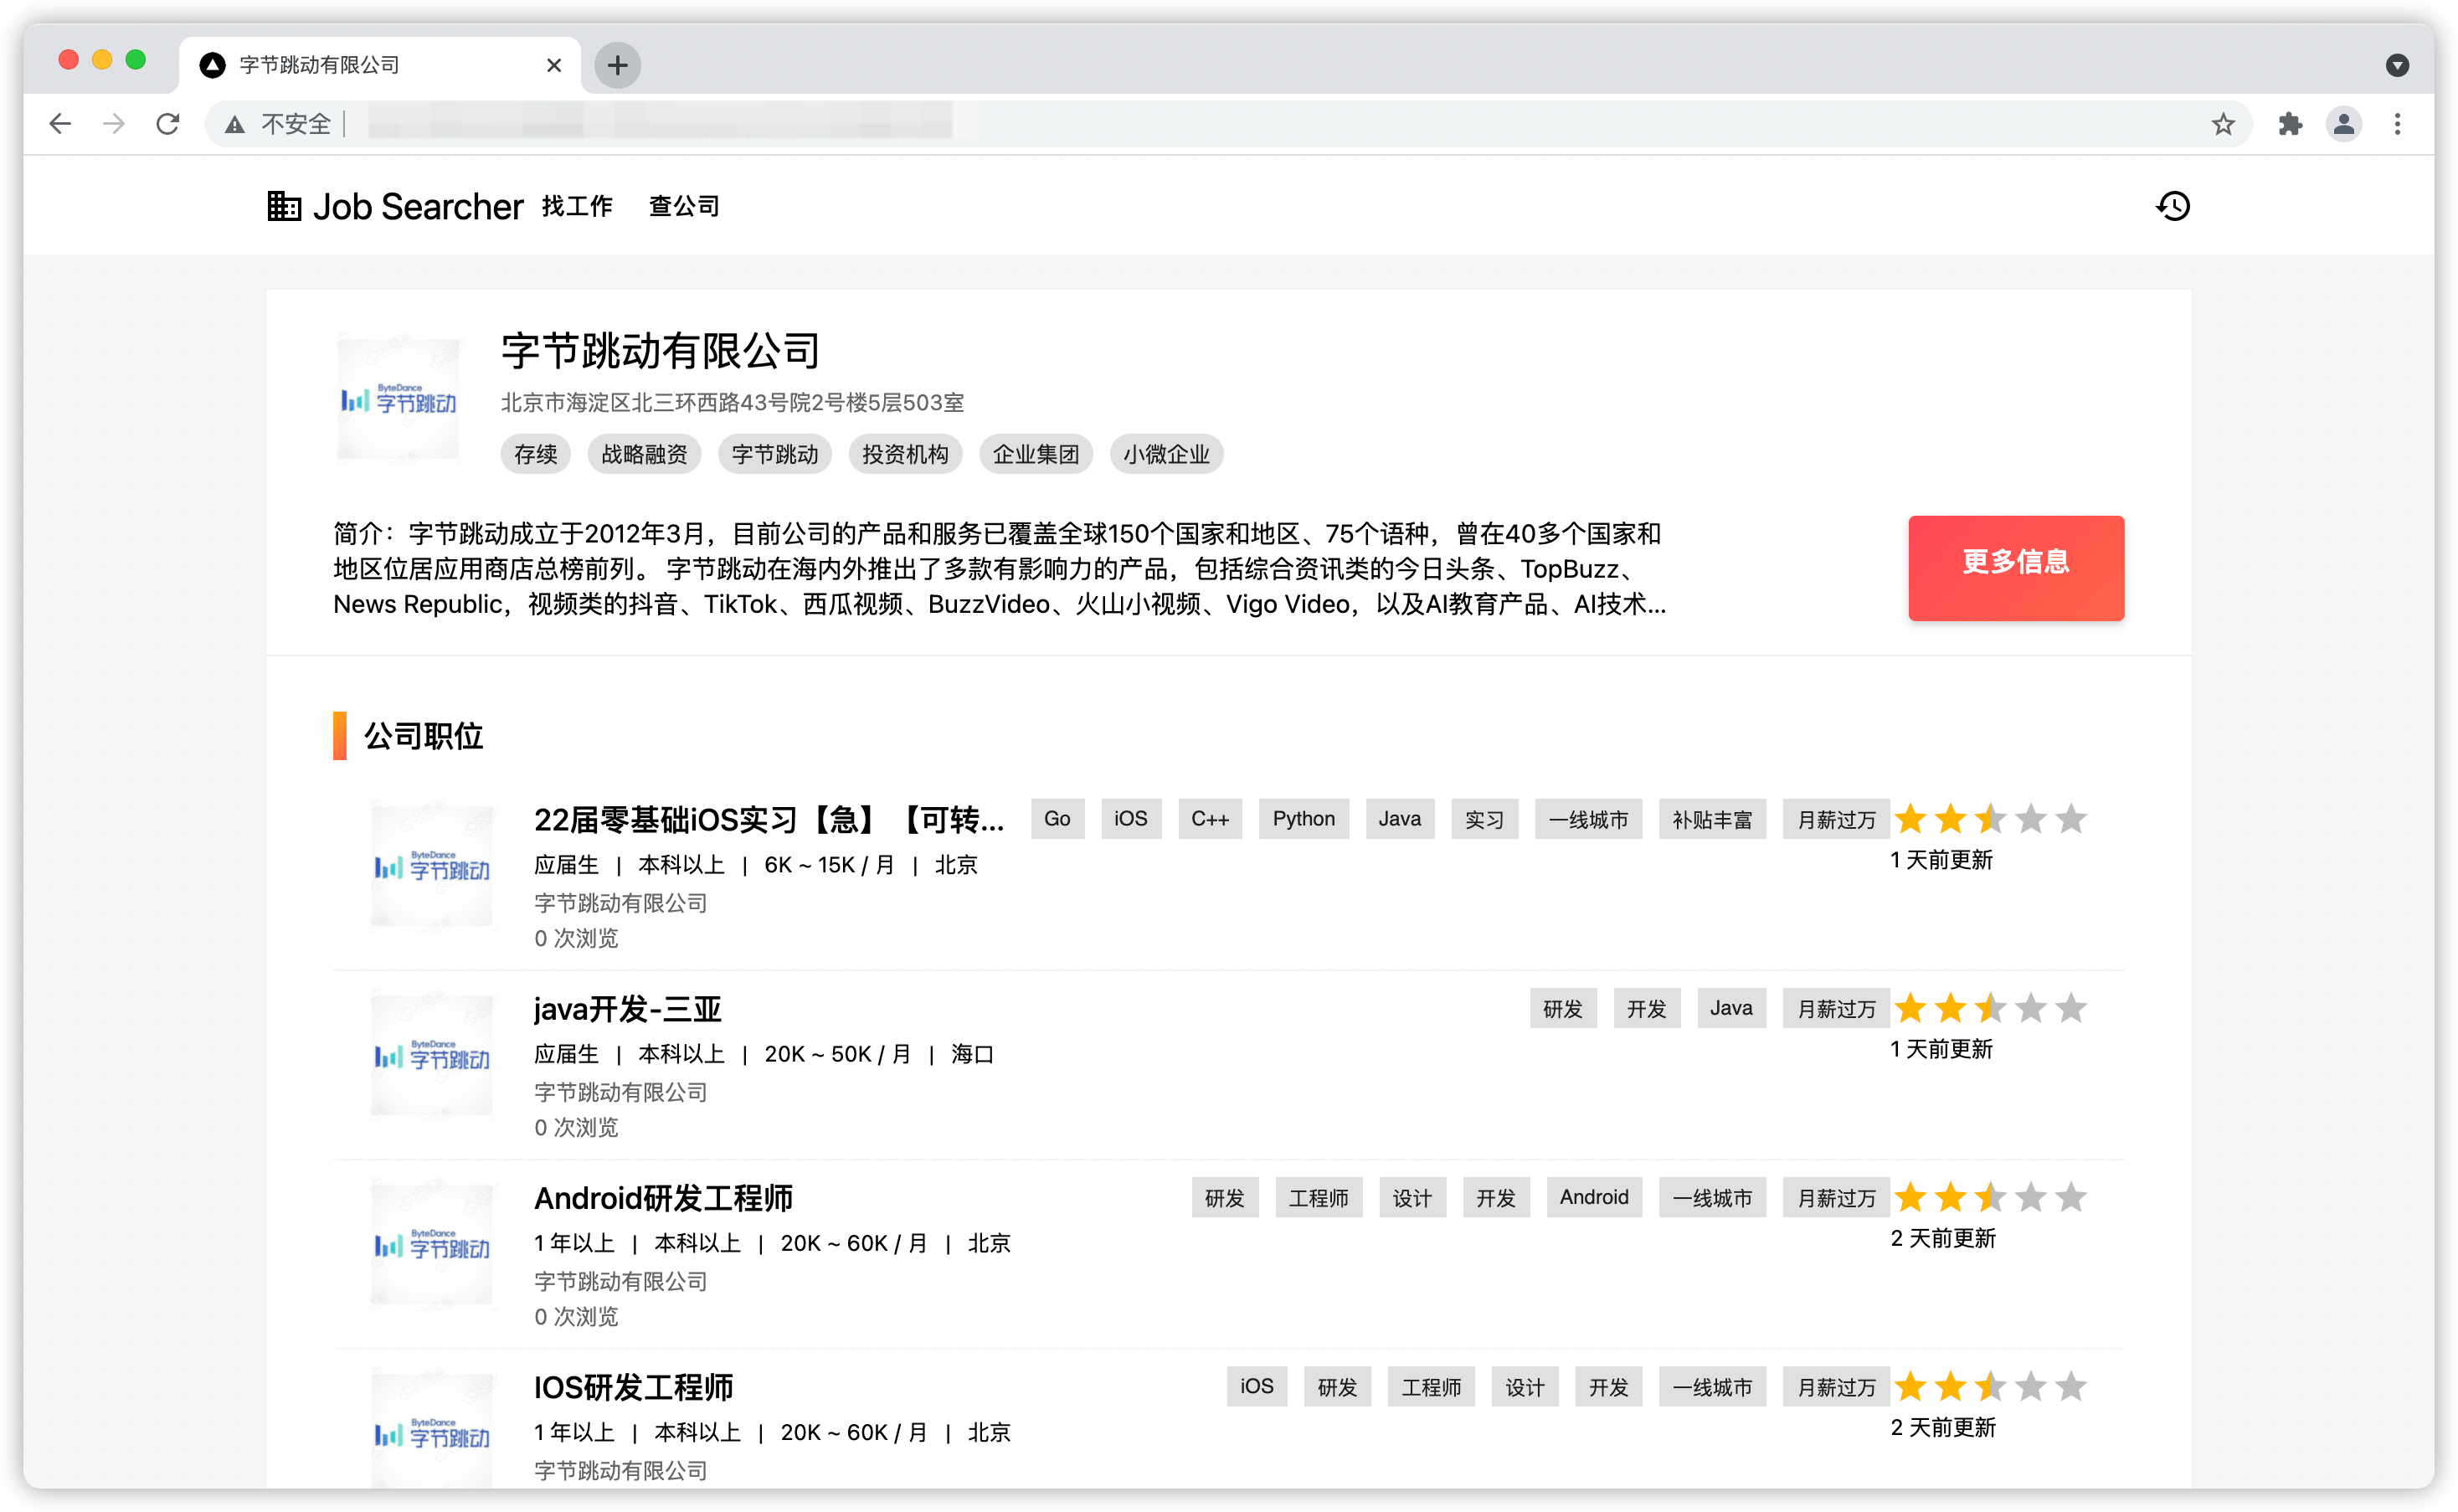 字节跳动有限公司
不安全
Job Searcher 找工作 查公司
ByteDance
字节跳动
字节跳动有限公司
北京市海淀区北三环西路43号院2号楼5层503室
存续 战略融资 字节跳动 投资机构 企业集团 小微企业
简介：字节跳动成立于2012年3月，目前公司的产品和服务已覆盖全球150个国家和地区、75个语种，曾在40多个国家和
地区位居应用商店总榜前列。 字节跳动在海内外推出了多款有影响力的产品，包括综合资讯类的今日头条、TopBuzz、
News Republic，视频类的抖音、TikTok、西瓜视频、BuzzVideo、火山小视频、Vigo Video，以及AI教育产品、AI技术...
更多信息
公司职位
ByteDance
字节跳动
22届零基础iOS实习【急】【可转... Go iOS C++ Python Java 实习 一线城市 补贴丰富 月薪过万
应届生 | 本科以上 | 6K ~ 15K / 月 | 北京
1 天前更新
字节跳动有限公司
0 次浏览
ByteDance
字节跳动
java开发-三亚 研发 开发 Java 月薪过万
应届生 | 本科以上 | 20K ~ 50K / 月 | 海口
1 天前更新
字节跳动有限公司
0 次浏览
ByteDance
字节跳动
Android研发工程师 研发 工程师 设计 开发 Android 一线城市 月薪过万
1 年以上 | 本科以上 | 20K ~ 60K / 月 | 北京
2 天前更新
字节跳动有限公司
0 次浏览
ByteDance
字节跳动
IOS研发工程师 iOS 研发 工程师 设计 开发 一线城市 月薪过万
1 年以上 | 本科以上 | 20K ~ 60K / 月 | 北京
2 天前更新
字节跳动有限公司